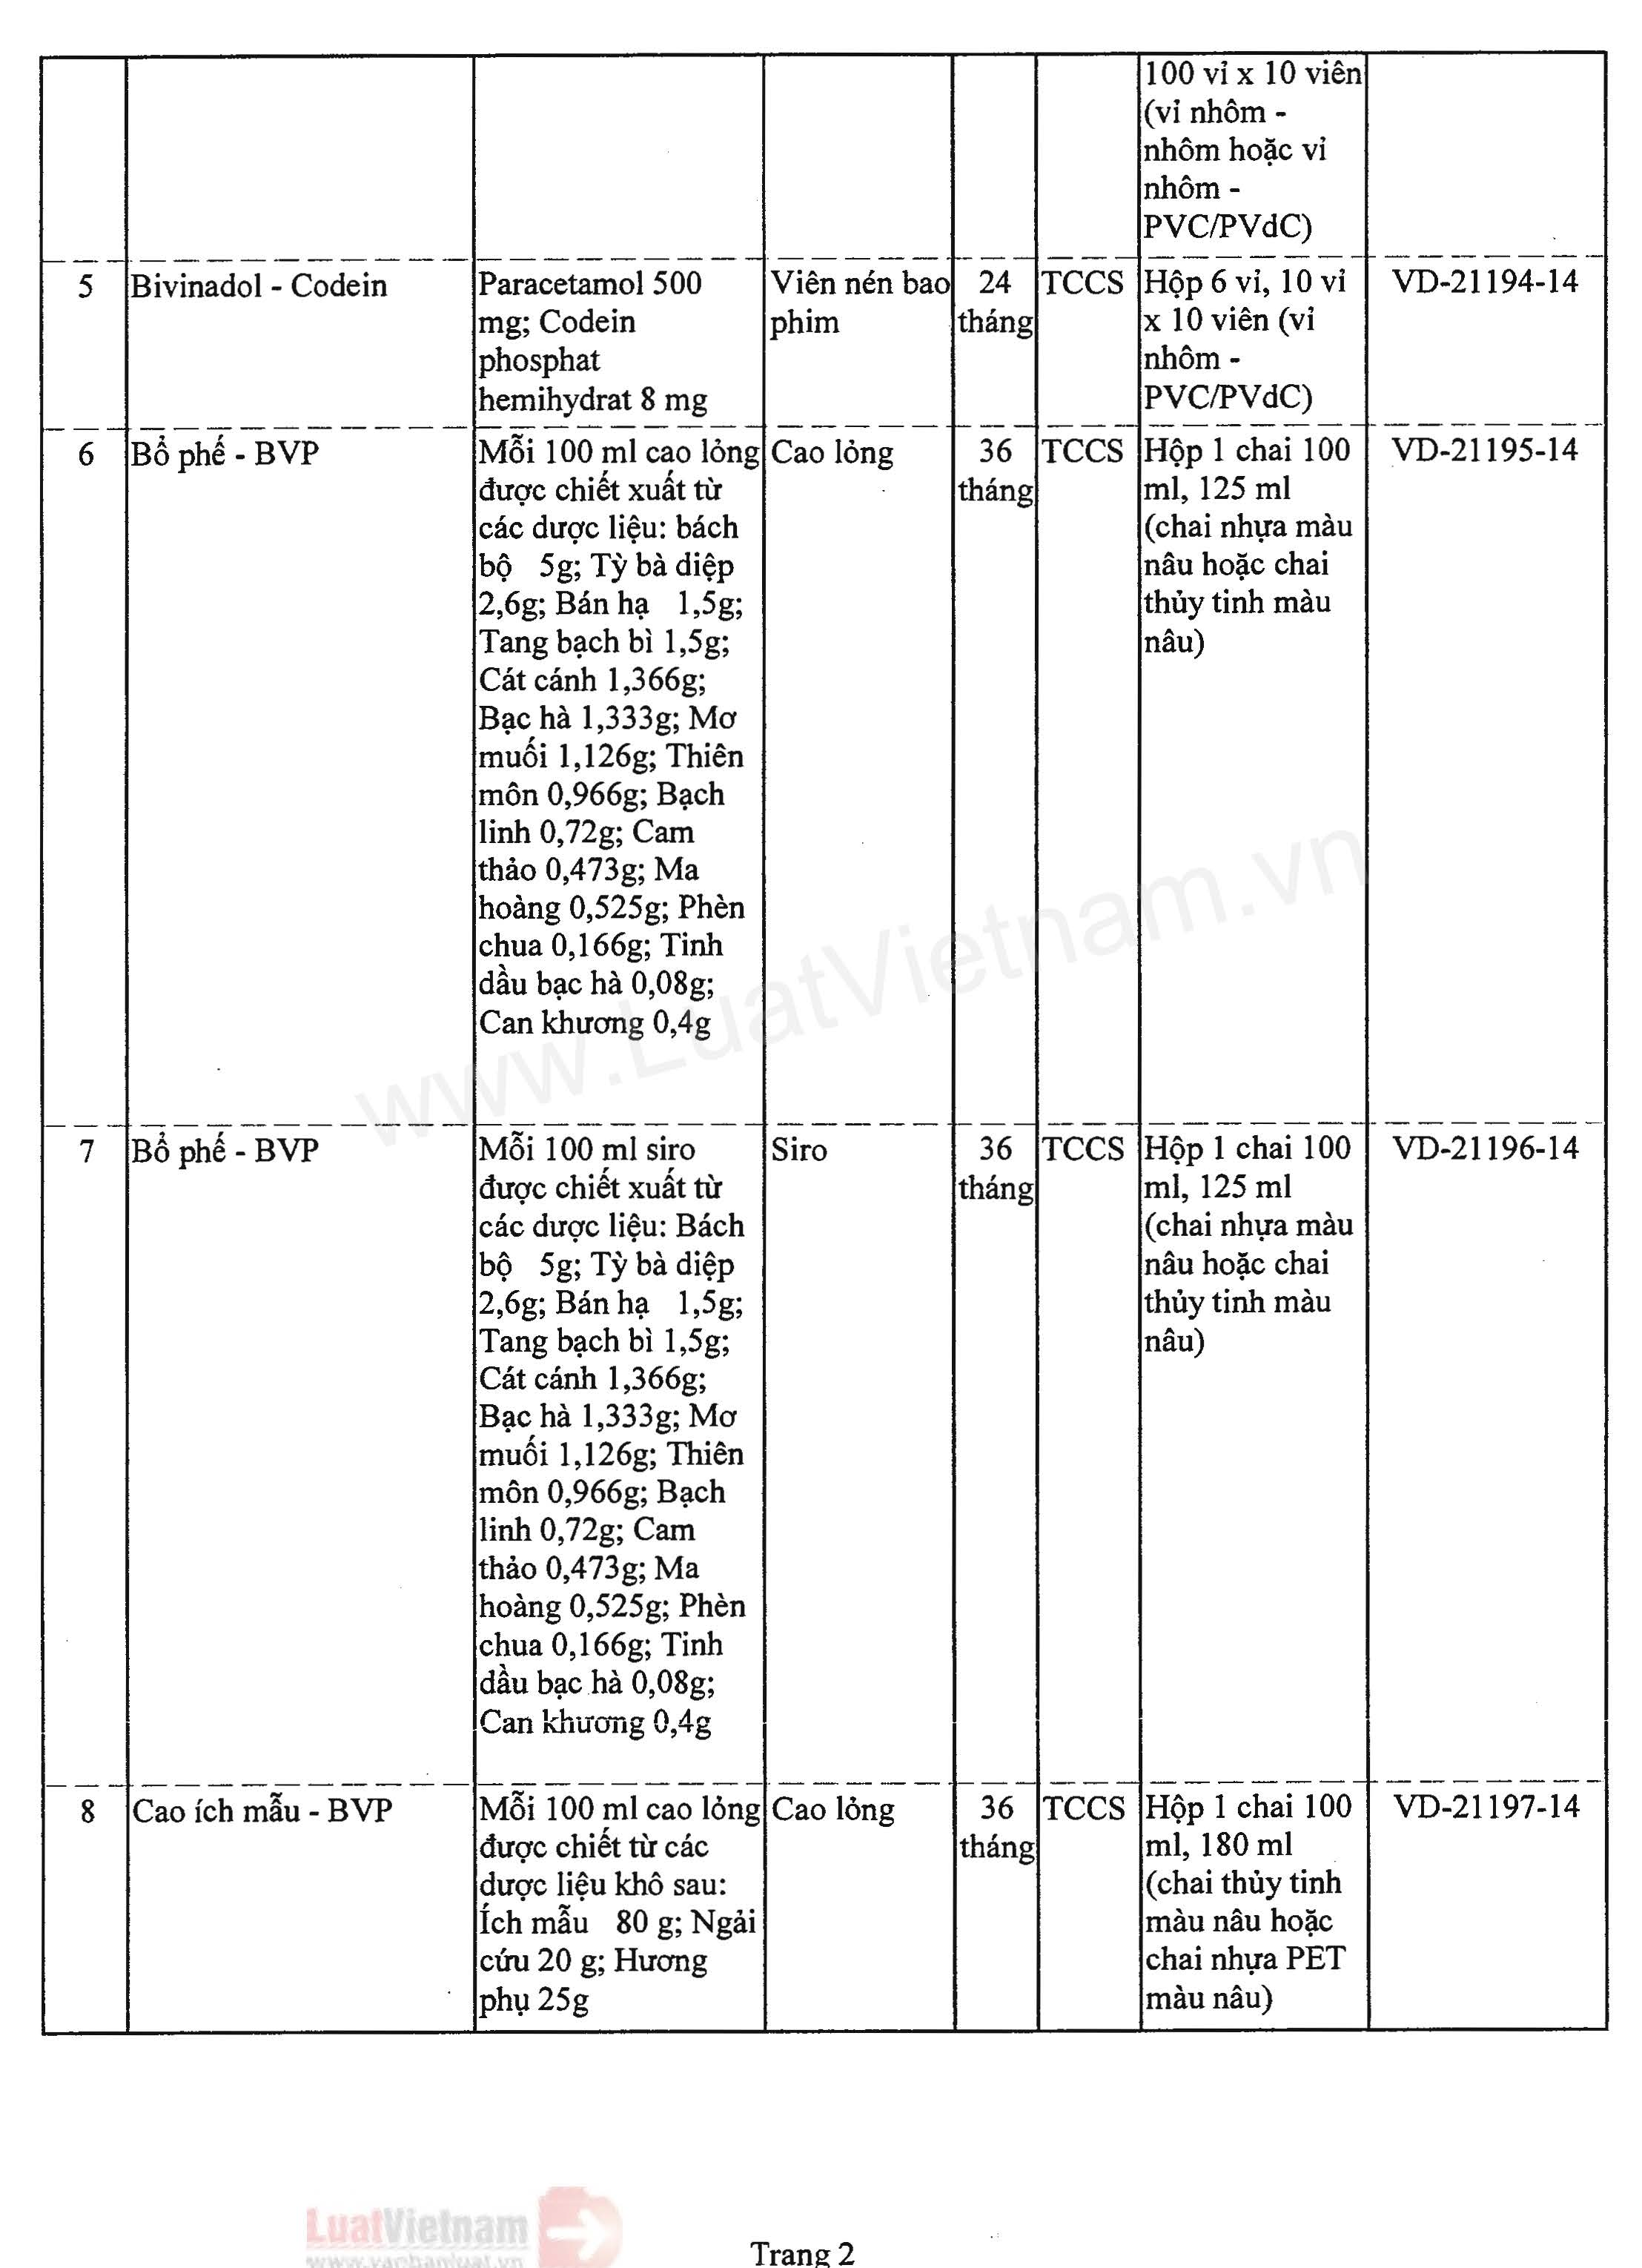 100 vỉ x 10 viên
(vỉ nhôm -
nhôm hoặc vỉ
nhôm -
PVC/PVdC)
5
Bivinadol - Codein
Paracetamol 500
mg; Codein
phosphat
hemihydrat 8 mg
Viên nén bao
phim
24
tháng
TCCS
Hộp 6 vỉ, 10 vỉ
x 10 viên (vỉ
nhôm -
PVC/PVdC)
VD-21194-14
6
Bổ phế - BVP
Mỗi 100 ml cao lỏng
được chiết xuất từ
các dược liệu: bách
bộ 5g; Tỳ bà diệp
2,6g; Bán hạ 1,5g;
Tang bạch bì 1,5g;
Cát cánh 1,366g;
Bạc hà 1,333g; Mơ
muối 1,126g; Thiên
môn 0,966g; Bạch
linh 0,72g; Cam
thảo 0,473g; Ma
hoàng 0,525g; Phèn
chua 0,166g; Tinh
dầu bạc hà 0,08g;
Can khương 0,4g
Cao lỏng
36
tháng
TCCS
Hộp 1 chai 100
ml, 125 ml
(chai nhựa màu
nâu hoặc chai
thủy tinh màu
nâu)
VD-21195-14
7
Bổ phế - BVP
Mỗi 100 ml siro
được chiết xuất từ
các dược liệu: Bách
bộ 5g; Tỳ bà diệp
2,6g; Bán hạ 1,5g;
Tang bạch bì 1,5g;
Cát cánh 1,366g;
Bạc hà 1,333g; Mơ
muối 1,126g; Thiên
môn 0,966g; Bạch
linh 0,72g; Cam
thảo 0,473g; Ma
hoàng 0,525g; Phèn
chua 0,166g; Tinh
dầu bạc hà 0,08g;
Can khương 0,4g
Siro
36
tháng
TCCS
Hộp 1 chai 100
ml, 125 ml
(chai nhựa màu
nâu hoặc chai
thủy tinh màu
nâu)
VD-21196-14
8
Cao ích mẫu - BVP
Mỗi 100 ml cao lỏng
được chiết từ các
dược liệu khô sau:
Ích mẫu 80 g; Ngải
cứu 20 g; Hương
phụ 25g
Cao lỏng
36
tháng
TCCS
Hộp 1 chai 100
ml, 180 ml
(chai thủy tinh
màu nâu hoặc
chai nhựa PET
màu nâu)
VD-21197-14
www.LuatVietnam.vn
LuatVietnam
Trang 2